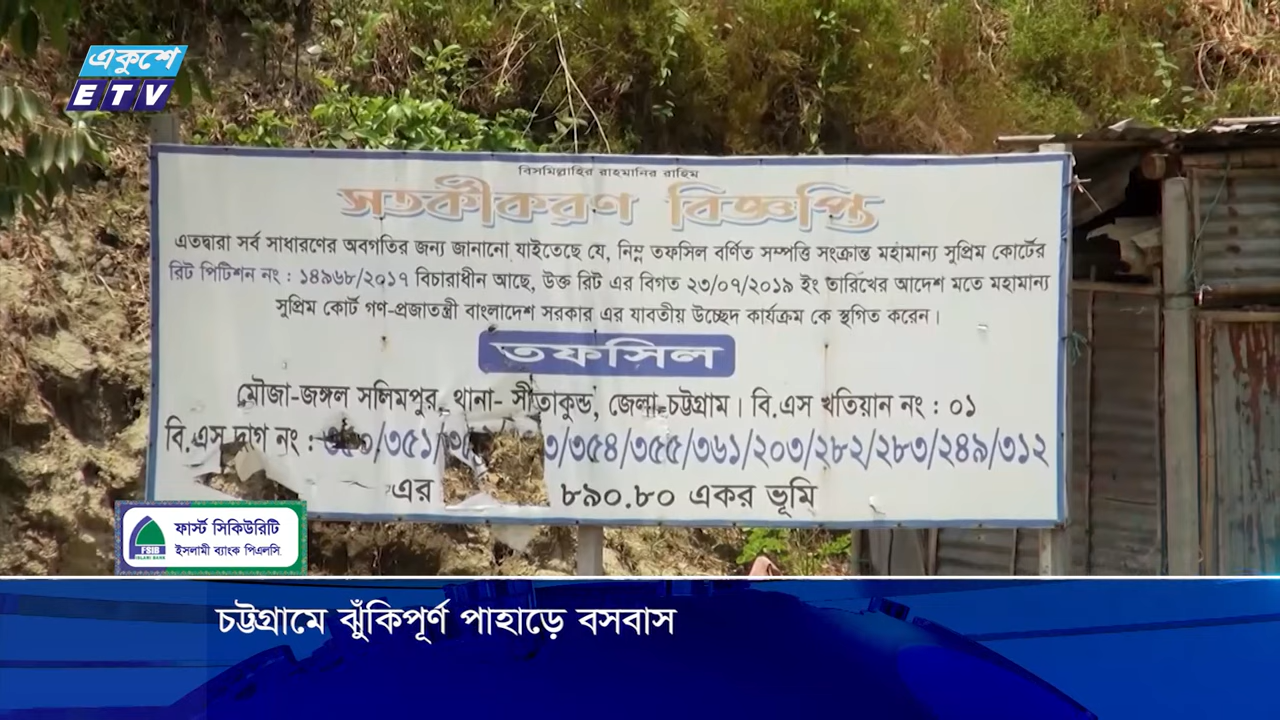 একুশে
ETV
বিসমিল্লাহির রাহমানির রাহিম
সতর্কীকরণ বিজ্ঞপ্তি
এতদ্বারা সর্ব সাধারণের অবগতির জন্য জানানো যাইতেছে যে, নিম্ন তফসিল বর্ণিত সম্পত্তি সংক্রান্ত মহামান্য সুপ্রিম কোর্টের
রিট পিটিশন নং : ১৪৯৬৮/২০১৭ বিচারাধীন আছে, উক্ত রিট এর বিগত ২৩/০৭/২০১৯ ইং তারিখের আদেশ মতে মহামান্য
সুপ্রিম কোর্ট গণ-প্রজাতন্ত্রী বাংলাদেশ সরকার এর যাবতীয় উচ্ছেদ কার্যক্রম কে স্থগিত করেন।
তফসিল
মৌজা-জঙ্গল সলিমপুর, থানা- সীতাকুন্ড, জেলা-চট্টগ্রাম। বি.এস খতিয়ান নং : ০১
বি.এস দাগ নং : /৩৫১/ /৩৫৪/৩৫৫/৩৬১/২০৩/২৮২/২৮৩/২৪৯/৩১২
এর ৮৯০.৮০ একর ভূমি
ফার্স্ট সিকিউরিটি
ইসলামী ব্যাংক পিএলসি.
FSIB
ISLAMI BANK
চট্টগ্রামে ঝুঁকিপূর্ণ পাহাড়ে বসবাস